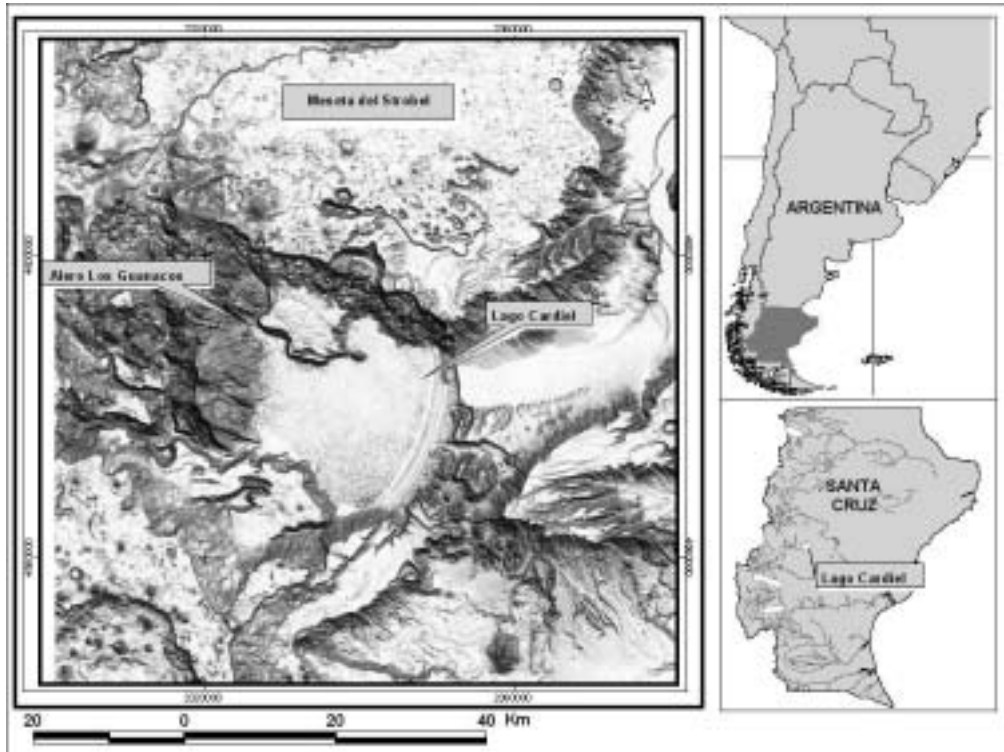 Meseta del Strobel
Alero Los Guanacos
Lago Cardiel
20 0 20 40 Km
ARGENTINA
SANTA
CRUZ
Lago Cardiel